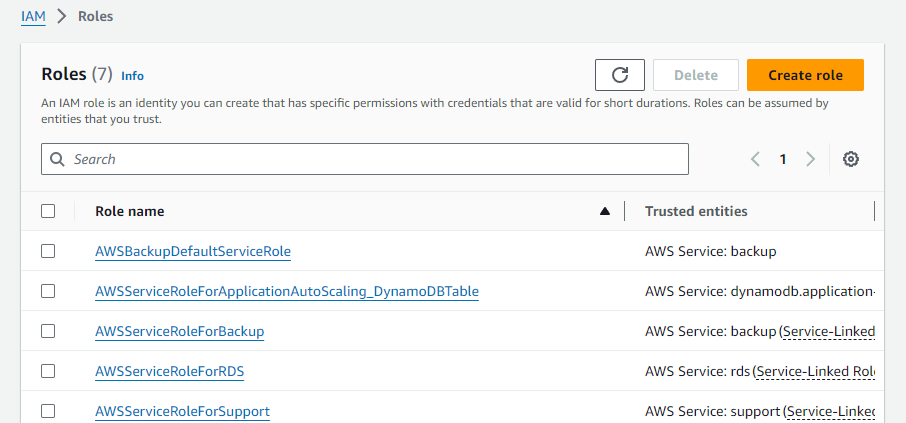 IAM > Roles
Roles (7) Info
Delete
Create role
An IAM role is an identity you can create that has specific permissions with credentials that are valid for short durations. Roles can be assumed by
entities that you trust.
Search
1
Role name
Trusted entities
AWSBackupDefaultServiceRole
AWS Service: backup
AWSServiceRoleForApplicationAutoScaling_DynamoDBTable
AWS Service: dynamodb.application-
AWSServiceRoleForBackup
AWS Service: backup (Service-Linked
AWSServiceRoleForRDS
AWS Service: rds (Service-Linked Rol
AWSServiceRoleForSupport
AWS Service: support (Service-Linked